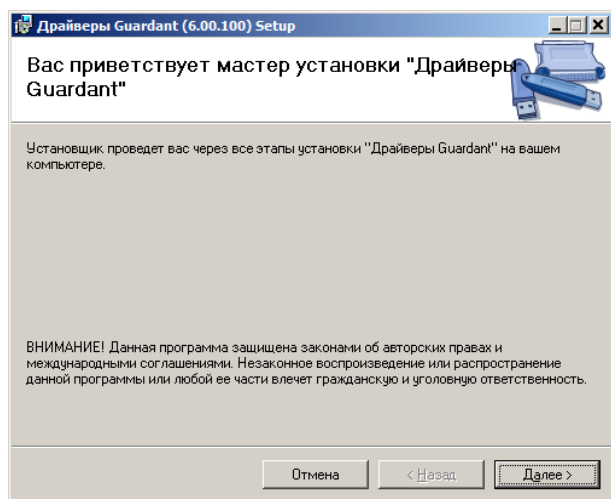 Драйверы Guardant (6.00.100) Setup
Вас приветствует мастер установки "Драйверы
Guardant"
Установщик проведет вас через все этапы установки "Драйверы Guardant" на вашем
компьютере.
ВНИМАНИЕ! Данная программа защищена законами об авторских правах и
международными соглашениями. Незаконное воспроизведение или распространение
данной программы или любой ее части влечет гражданскую и уголовную ответственность.
Отмена
< Назад
Далее >